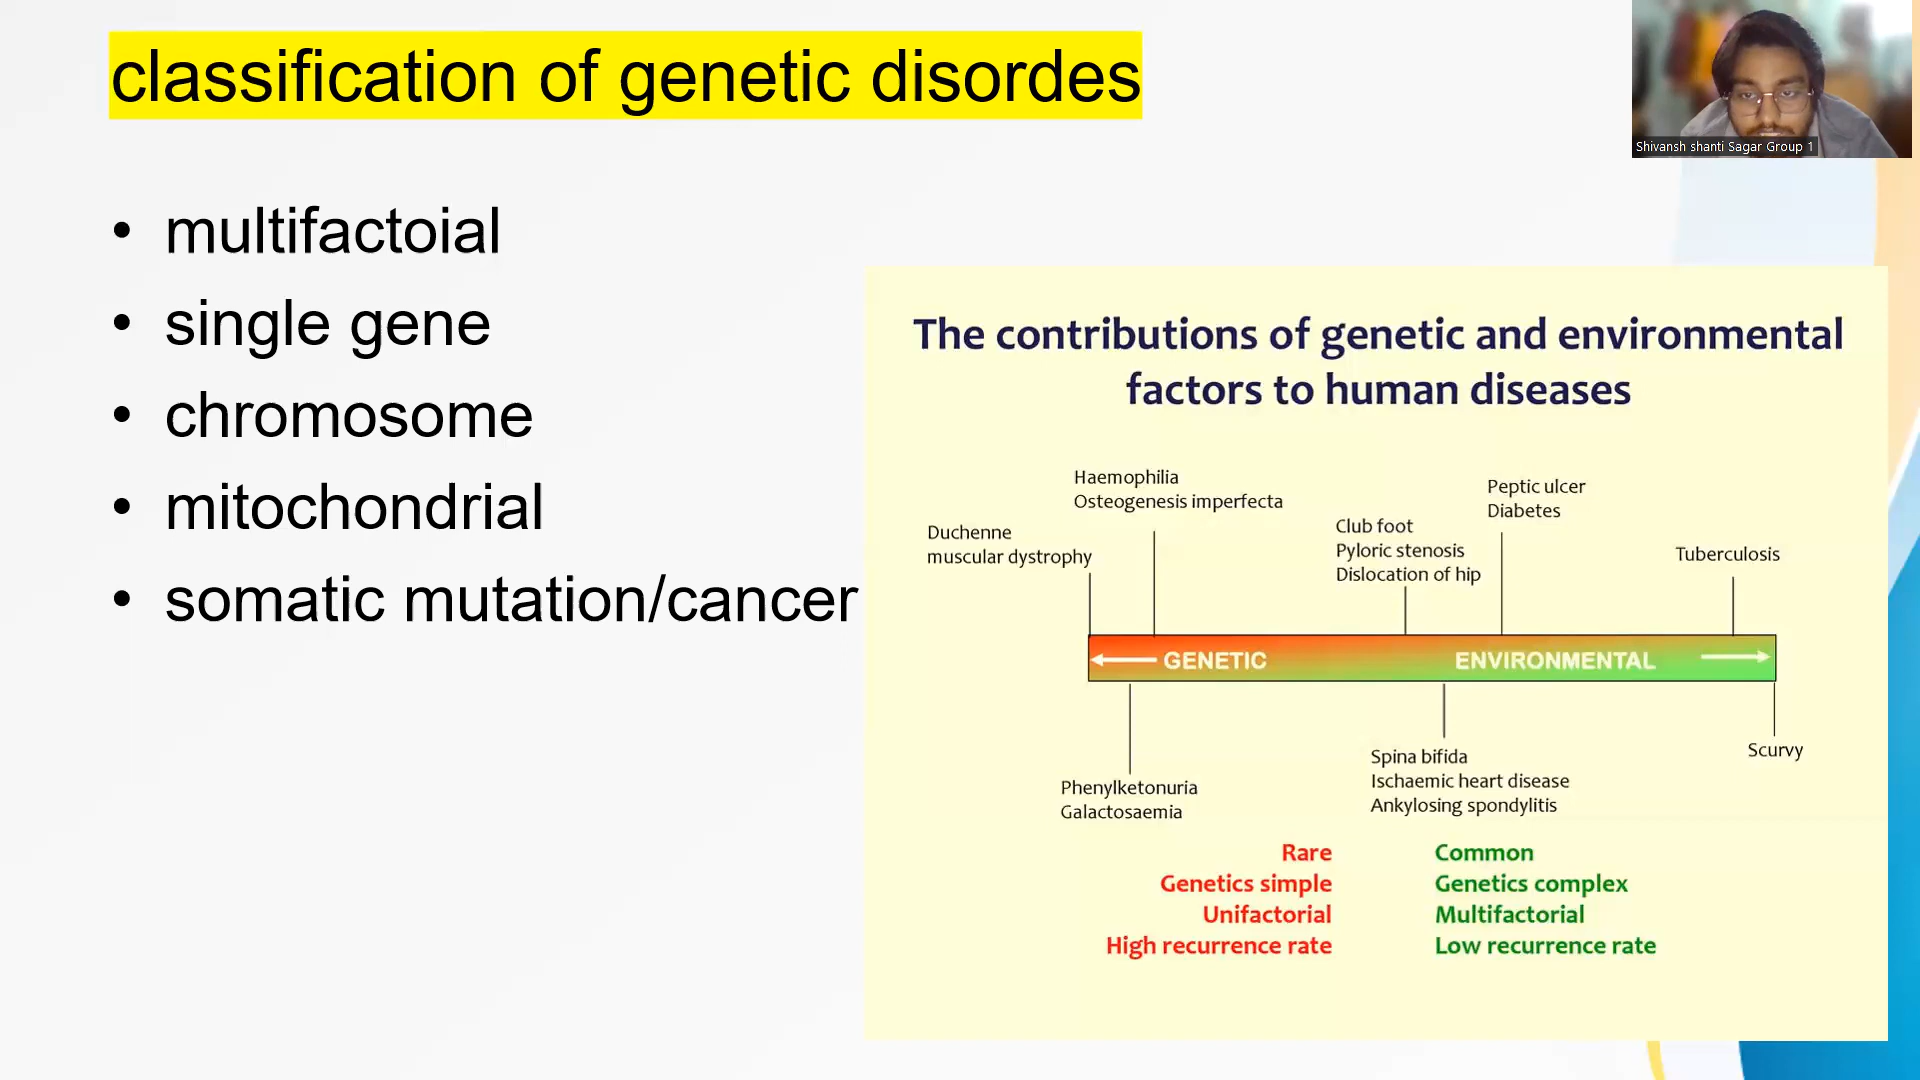 classification of genetic disordes
Shivansh shanti Sagar Group 1
• multifactoial
• single gene
• chromosome
• mitochondrial
• somatic mutation/cancer
The contributions of genetic and environmental
factors to human diseases
Haemophilia
Osteogenesis imperfecta
Duchenne
muscular dystrophy
Club foot
Pyloric stenosis
Dislocation of hip
Peptic ulcer
Diabetes
Tuberculosis
GENETIC
ENVIRONMENTAL
Phenylketonuria
Galactosaemia
Spina bifida
Ischaemic heart disease
Ankylosing spondylitis
Scurvy
Rare
Genetics simple
Unifactorial
High recurrence rate
Common
Genetics complex
Multifactorial
Low recurrence rate